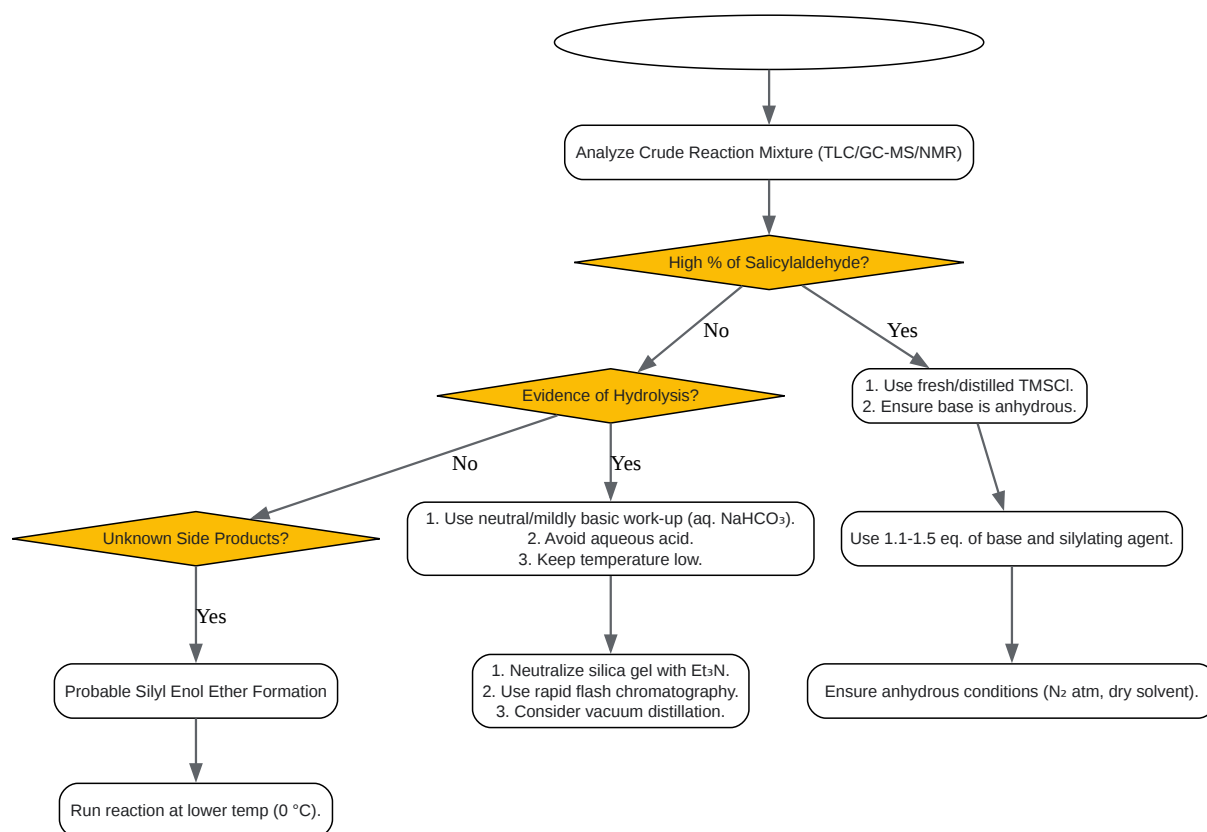 Analyze Crude Reaction Mixture (TLC/GC-MS/NMR)
High % of Salicylaldehyde?
No
Yes
Evidence of Hydrolysis?
1. Use fresh/distilled TMSCl.
2. Ensure base is anhydrous.
No
Yes
Unknown Side Products?
1. Use neutral/mildly basic work-up (aq. NaHCO₃).
2. Avoid aqueous acid.
3. Keep temperature low.
Use 1.1-1.5 eq. of base and silylating agent.
Yes
Probable Silyl Enol Ether Formation
1. Neutralize silica gel with Et₃N.
2. Use rapid flash chromatography.
3. Consider vacuum distillation.
Ensure anhydrous conditions (N₂ atm, dry solvent).
Run reaction at lower temp (0 °C).